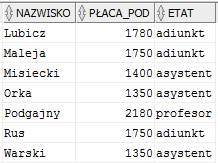 NAZWISKO PŁACA_POD ETAT
Lubicz 1780 adiunkt
Maleja 1750 adiunkt
Misiecki 1400 asystent
Orka 1350 asystent
Podgajny 2180 profesor
Rus 1750 adiunkt
Warski 1350 asystent